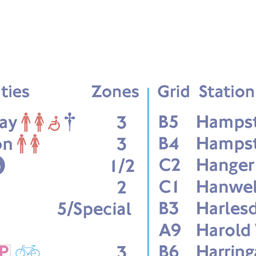 ties Zones Grid Station
ay † 3 B5 Hampst
on 3 B4 Hampst
1/2 C2 Hanger
2 C1 Hanwel
5/Special B3 Harlesd
A9 Harold
P 3 B6 Harringa